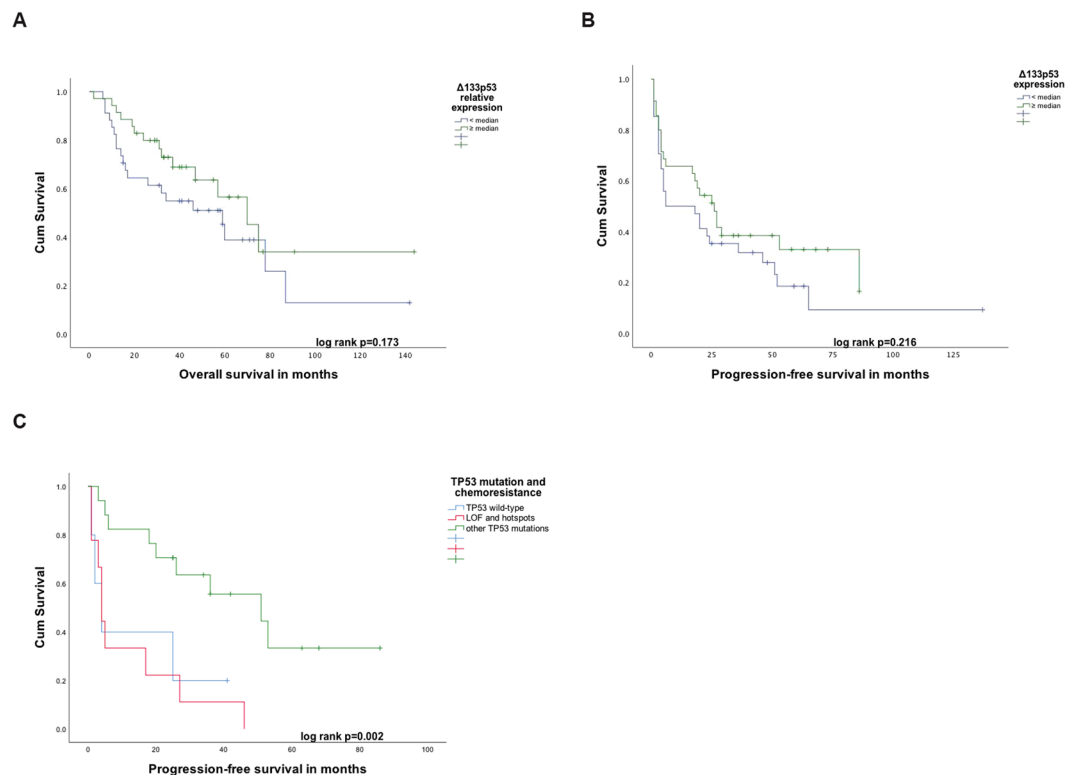 A
Δ133p53
relative
expression
< median
≥ median
1.0
0.8
0.6
0.4
0.2
0.0
Cum Survival
0 20 40 60 80 100 120 140
log rank p=0.173
Overall survival in months
B
Δ133p53
expression
< median
≥ median
1.0
0.8
0.6
0.4
0.2
0.0
Cum Survival
0 25 50 75 100 125
log rank p=0.216
Progression-free survival in months
C
TP53 mutation and
chemoresistance
TP53 wild-type
LOF and hotspots
other TP53 mutations
1.0
0.8
0.6
0.4
0.2
0.0
Cum Survival
0 20 40 60 80 100
log rank p=0.002
Progression-free survival in months